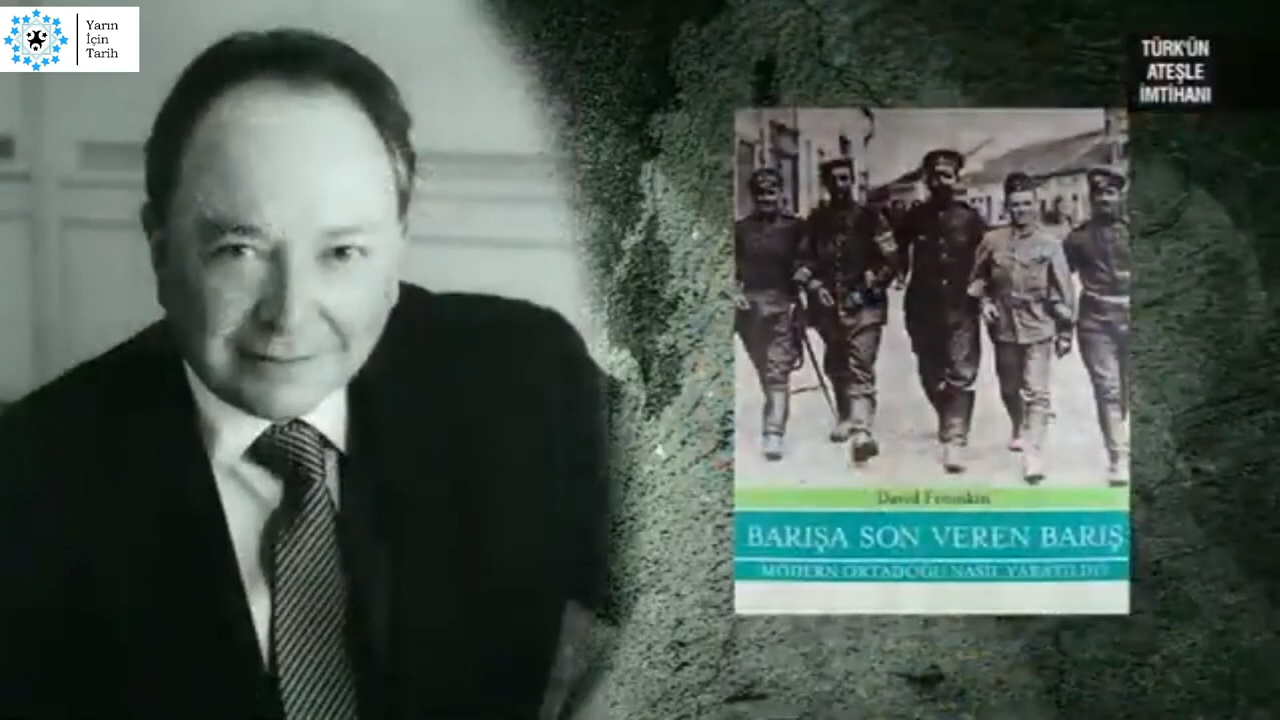 Yarın
İçin
Tarih
TÜRK'ÜN
ATEŞLE
İMTİHANI
David Fromkin
BARIŞA SON VEREN BARIŞ
MODERN ORTADOĞU NASIL YARATILDI?